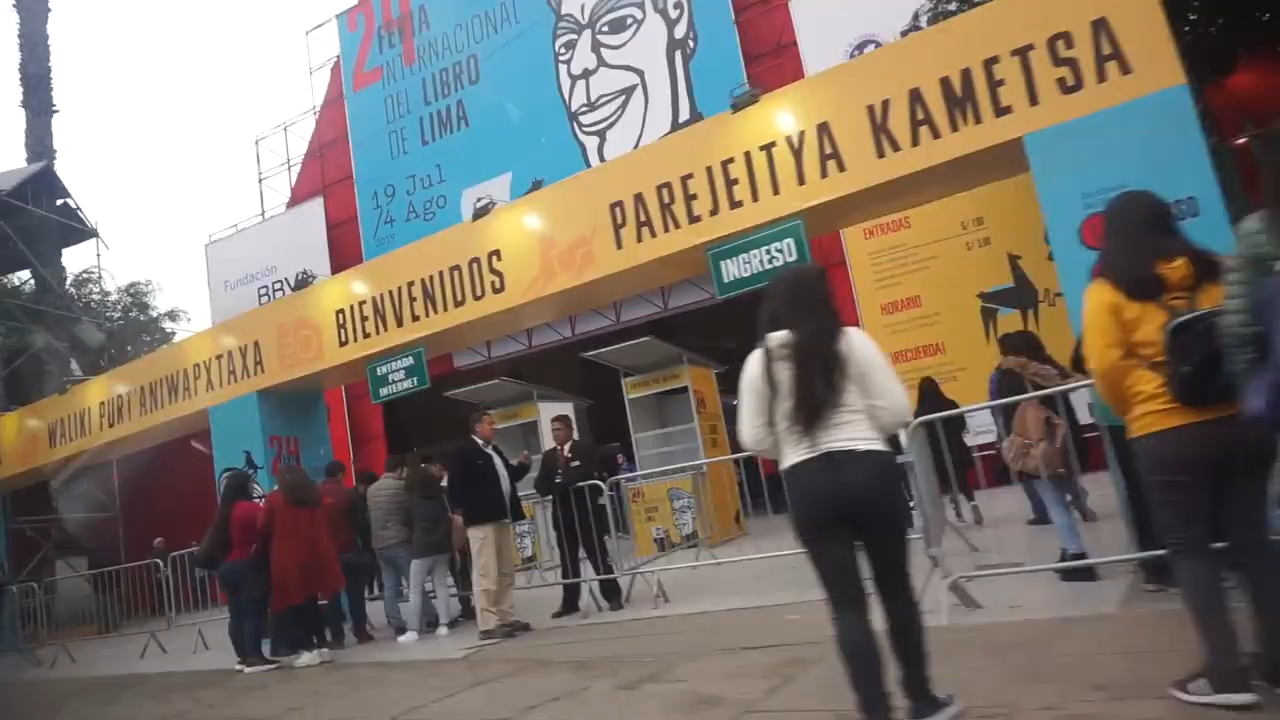 24
FERIA
INTERNACIONAL
DEL LIBRO
DE LIMA
19 Jul
/4 Ago
2019
Fundación
BBVA
WALIKI PURT'ANIWAPXTAXA
BIENVENIDOS
PAREJEITYA KAMETSA
INGRESO
ENTRADA
POR
INTERNET
24
ENTRADAS
HORARIO
¡RECUERDA!